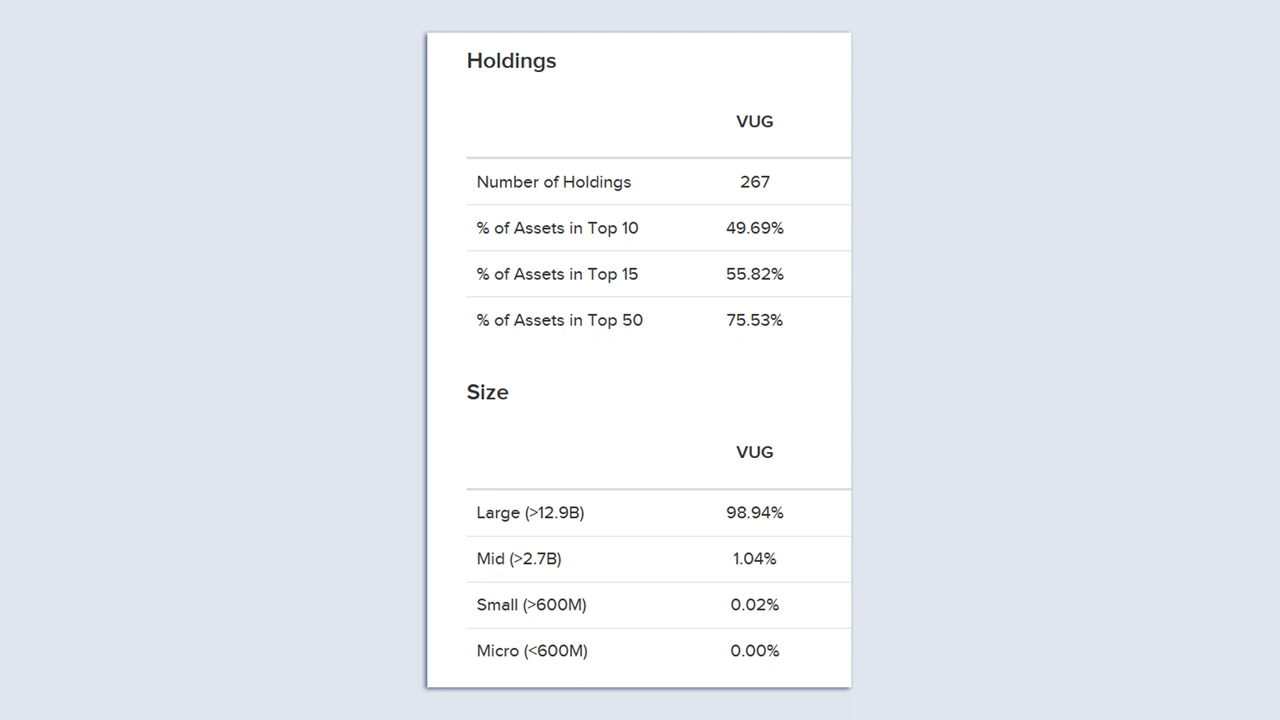 Holdings
VUG
Number of Holdings 267
% of Assets in Top 10 49.69%
% of Assets in Top 15 55.82%
% of Assets in Top 50 75.53%
Size
VUG
Large (>12.9B) 98.94%
Mid (>2.7B) 1.04%
Small (>600M) 0.02%
Micro (<600M) 0.00%